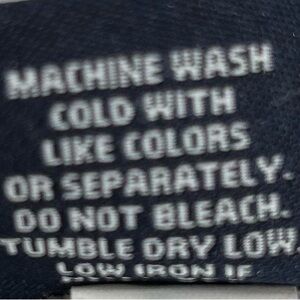 MACHINE WASH
COLD WITH
LIKE COLORS
OR SEPARATELY.
DO NOT BLEACH.
TUMBLE DRY LOW.
LOW IRON IF